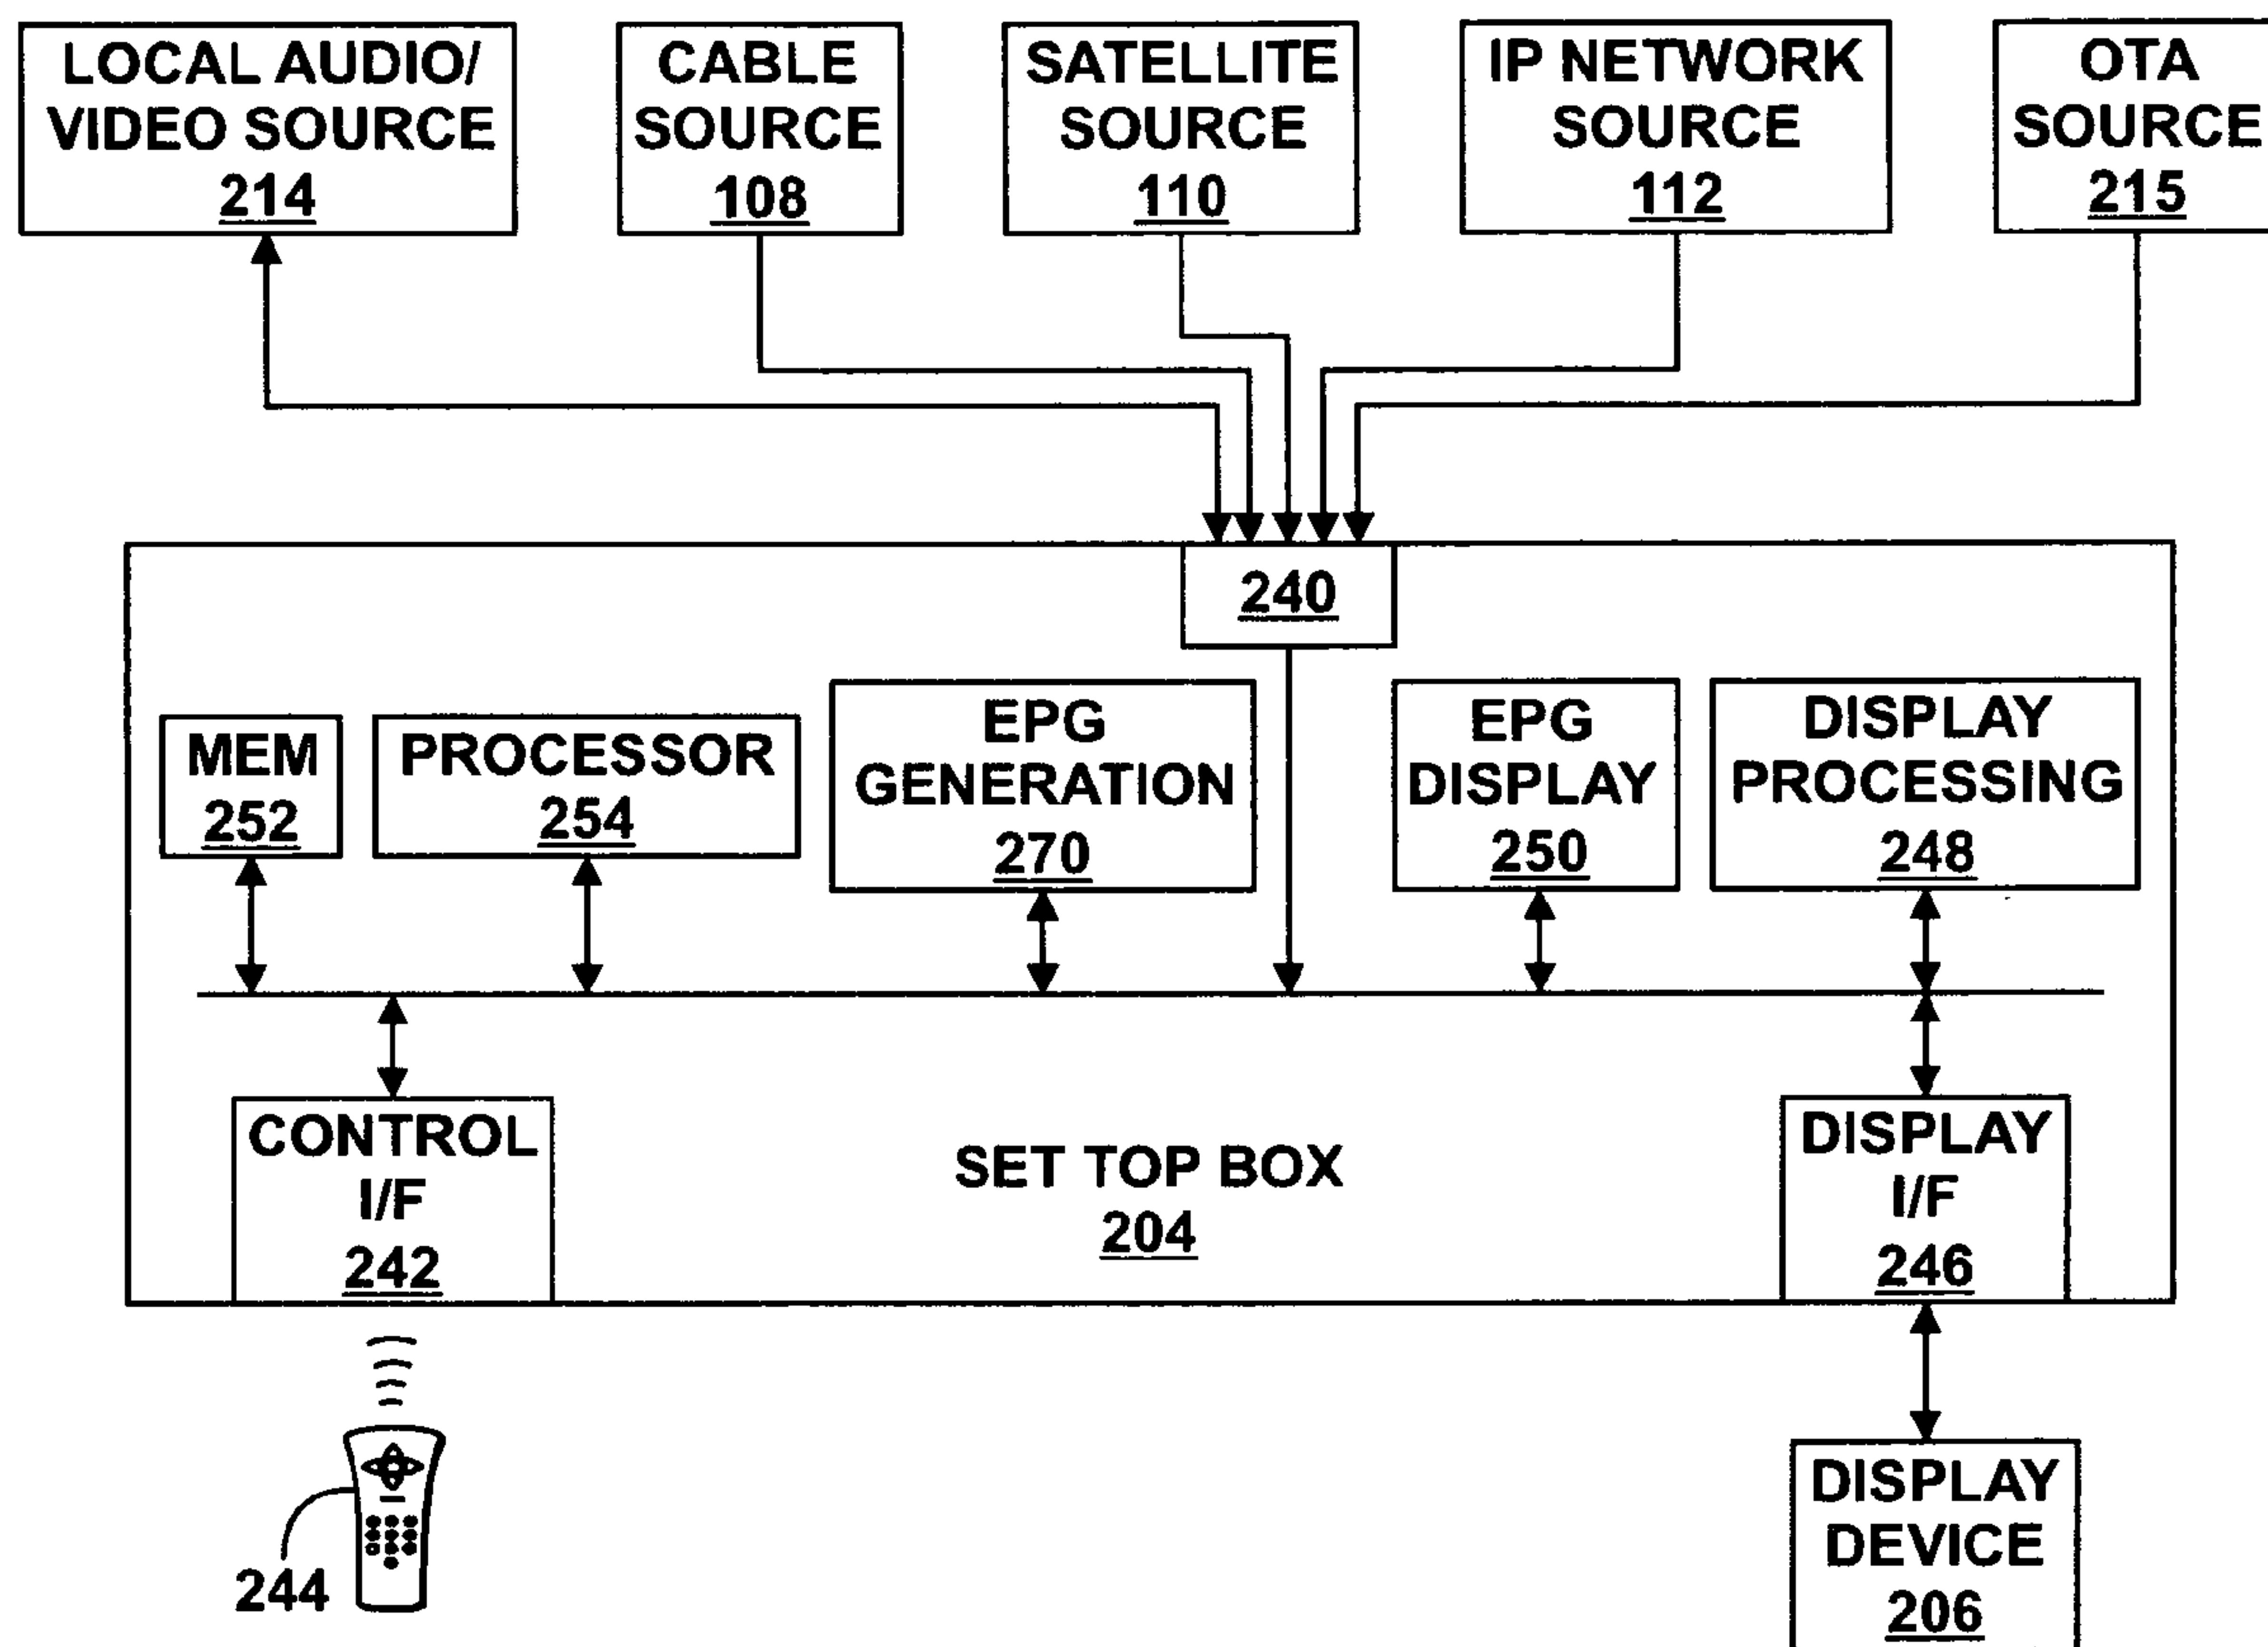 LOCAL AUDIO/
VIDEO SOURCE
214
CABLE
SOURCE
108
SATELLITE
SOURCE
110
IP NETWORK
SOURCE
112
OTA
SOURCE
215
240
MEM
252
PROCESSOR
254
EPG
GENERATION
270
EPG
DISPLAY
250
DISPLAY
PROCESSING
248
CONTROL
I/F
242
SET TOP BOX
204
DISPLAY
I/F
246
244
DISPLAY
DEVICE
206